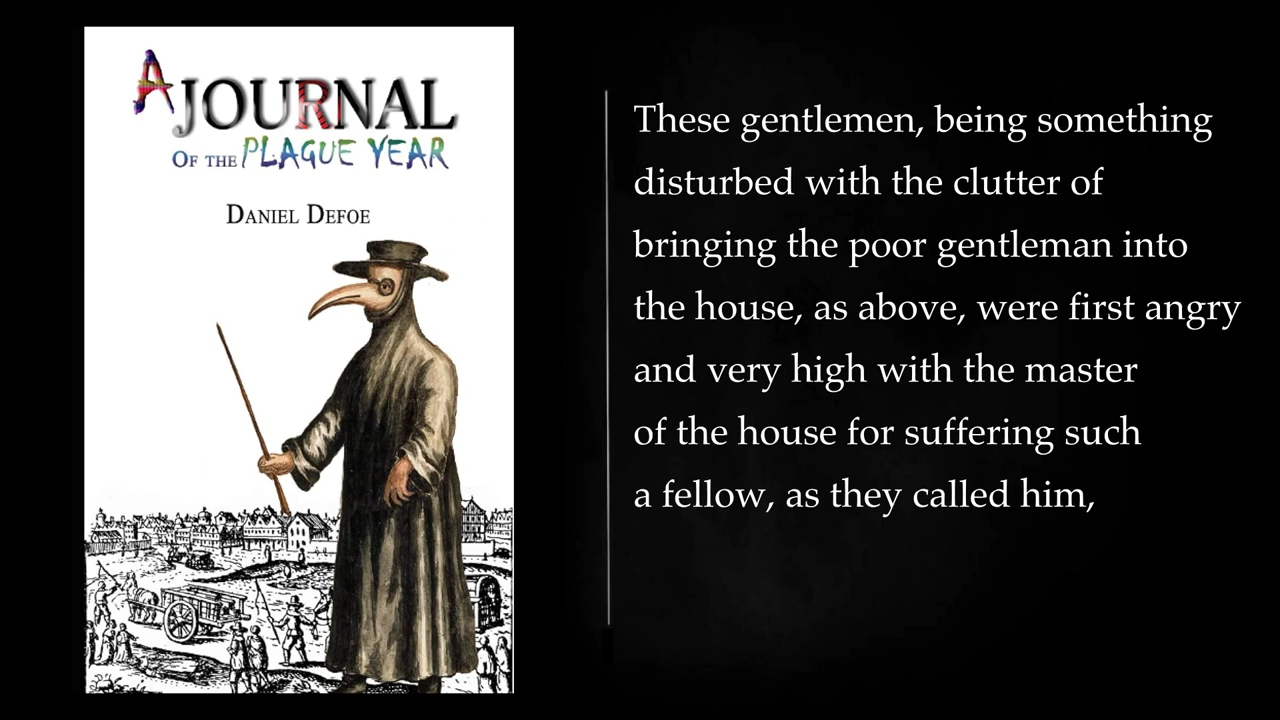 A JOURNAL
OF THE PLAGUE YEAR
DANIEL DEFOE
These gentlemen, being something
disturbed with the clutter of
bringing the poor gentleman into
the house, as above, were first angry
and very high with the master
of the house for suffering such
a fellow, as they called him,